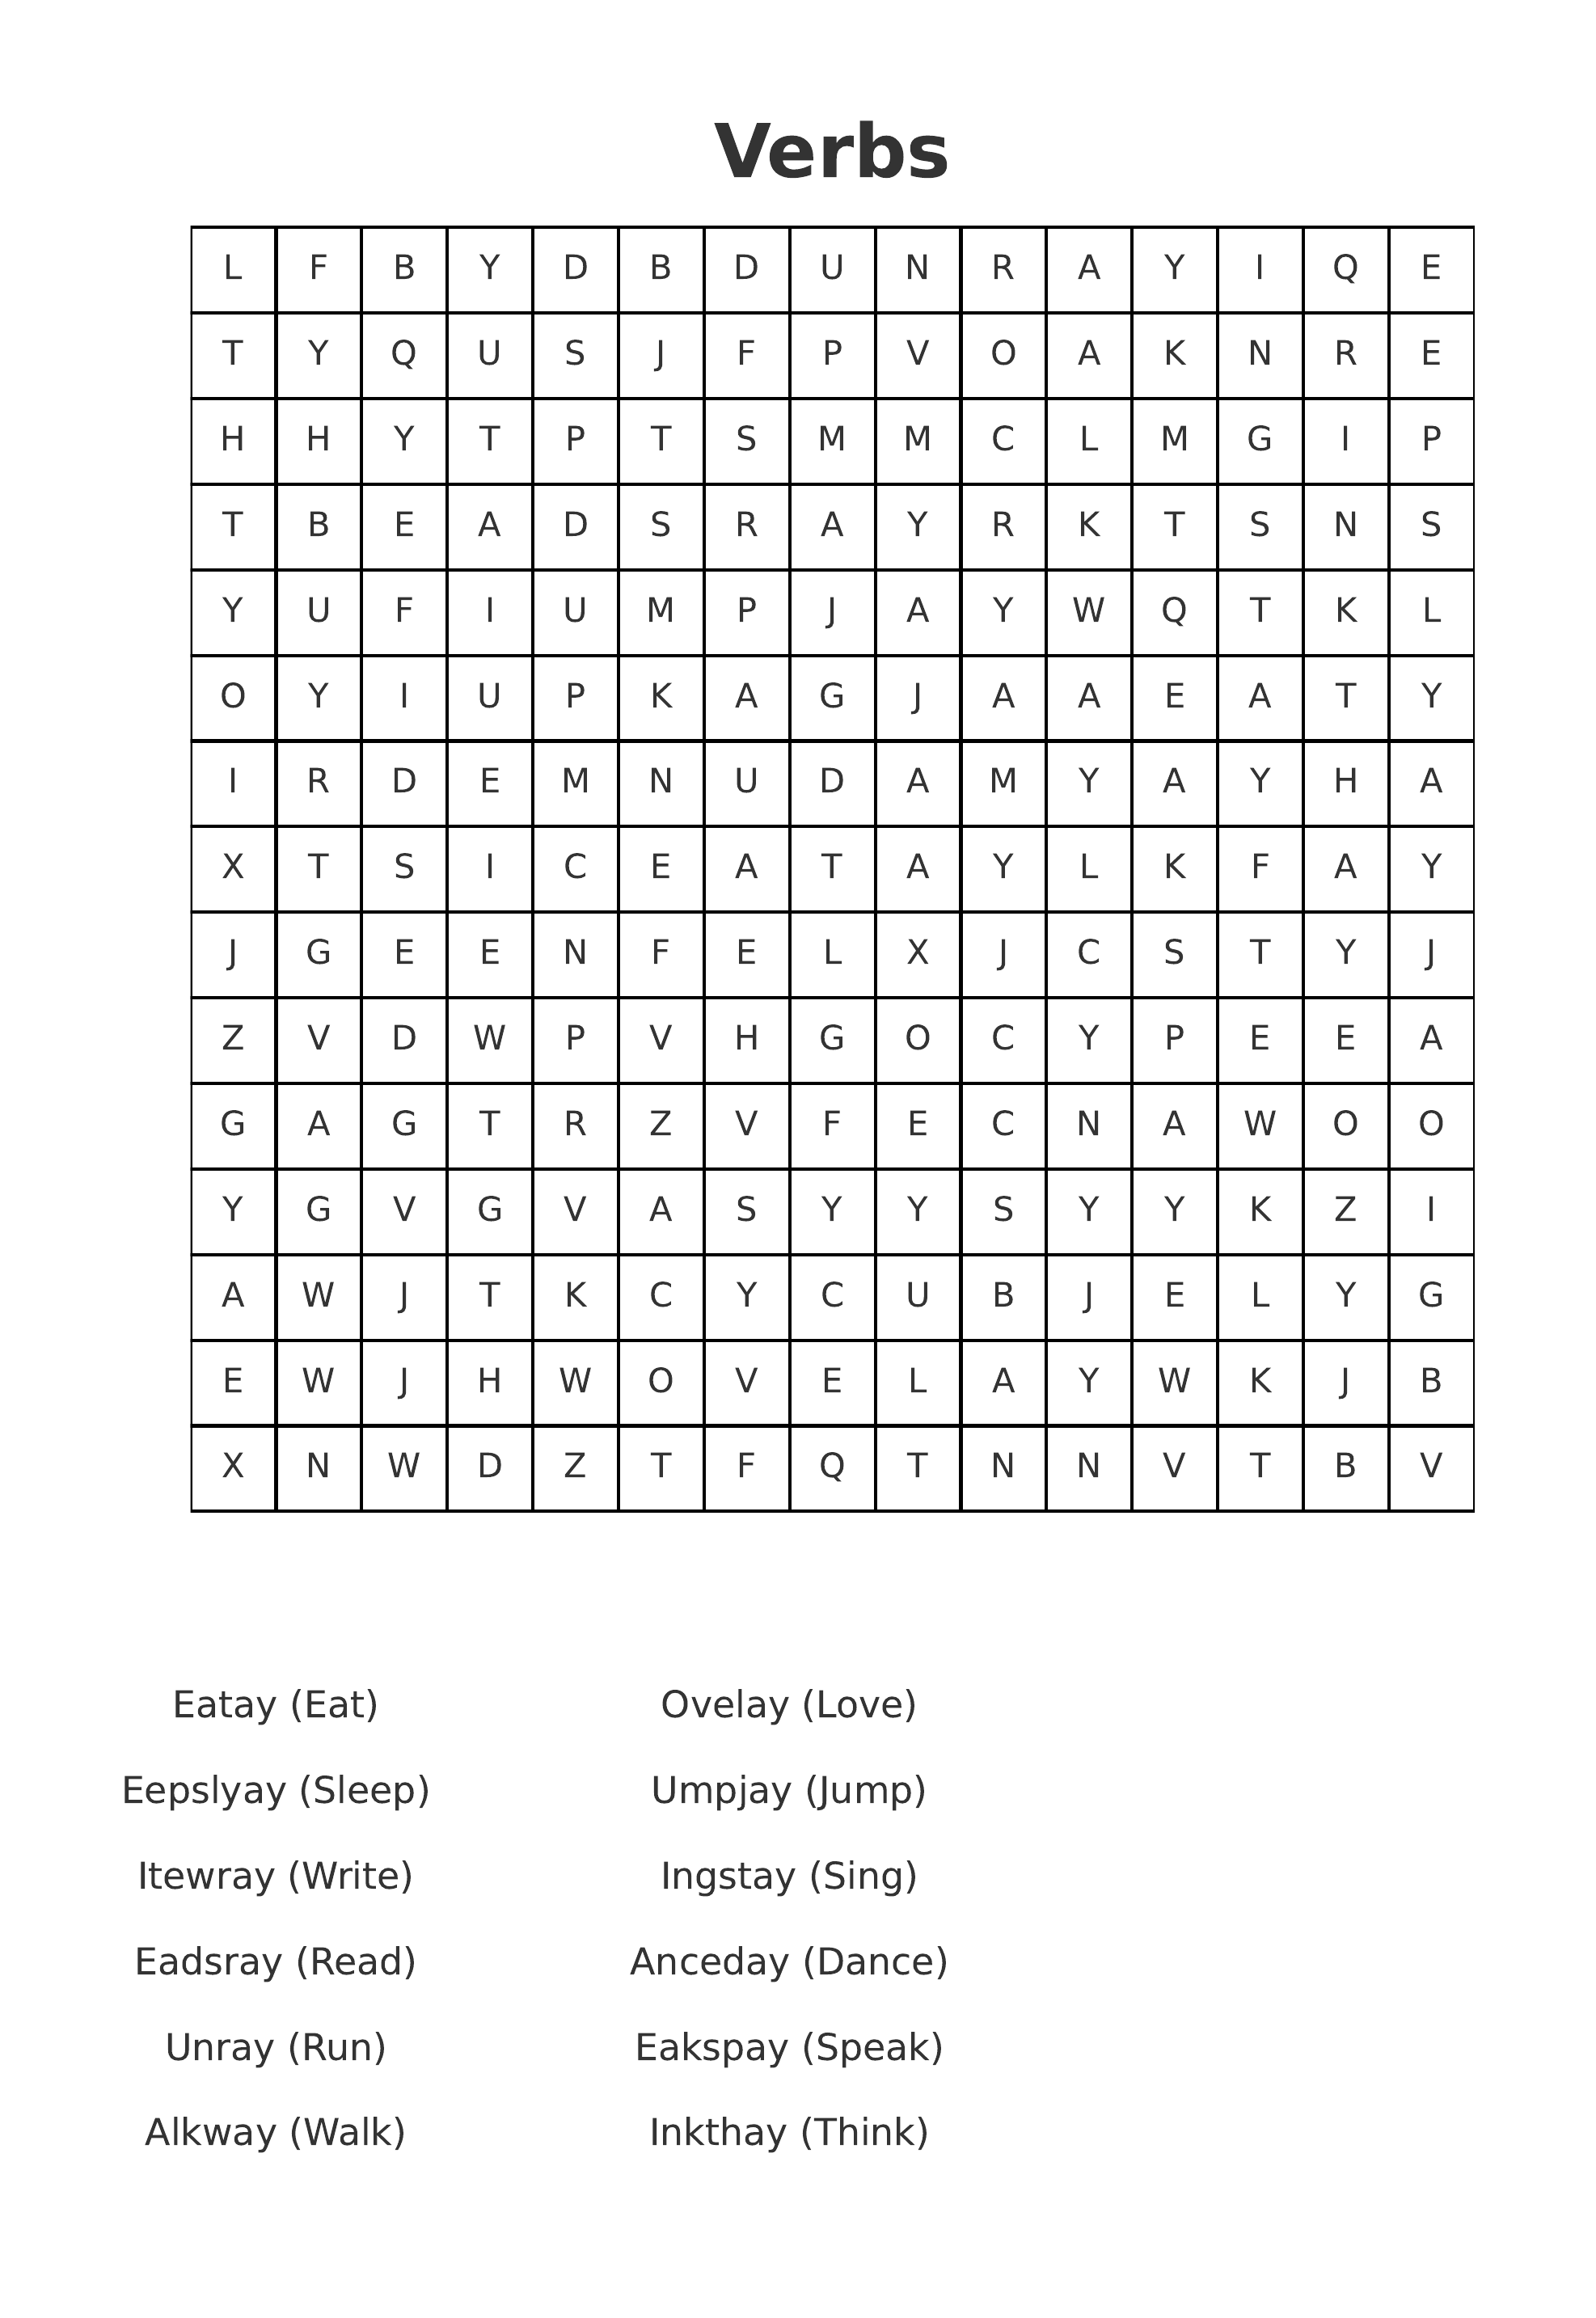 Verbs
L F B Y D B D U N R A Y I Q E
T Y Q U S J F P V O A K N R E
H H Y T P T S M M C L M G I P
T B E A D S R A Y R K T S N S
Y U F I U M P J A Y W Q T K L
O Y I U P K A G J A A E A T Y
I R D E M N U D A M Y A Y H A
X T S I C E A T A Y L K F A Y
J G E E N F E L X J C S T Y J
Z V D W P V H G O C Y P E E A
G A G T R Z V F E C N A W O O
Y G V G V A S Y Y S Y Y K Z I
A W J T K C Y C U B J E L Y G
E W J H W O V E L A Y W K J B
X N W D Z T F Q T N N V T B V
Eatay (Eat) Ovelay (Love)
Eepslyay (Sleep) Umpjay (Jump)
Itewray (Write) Ingstay (Sing)
Eadsray (Read) Anceday (Dance)
Unray (Run) Eakspay (Speak)
Alkway (Walk) Inkthay (Think)